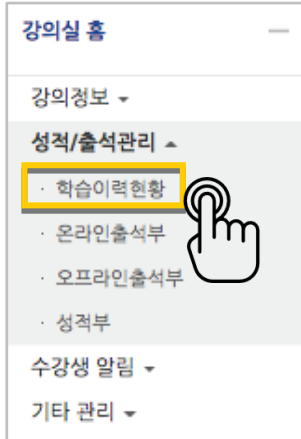 강의실 홈
강의정보
성적/출석관리
· 학습이력현황
· 온라인출석부
· 오프라인출석부
· 성적부
수강생 알림
기타 관리